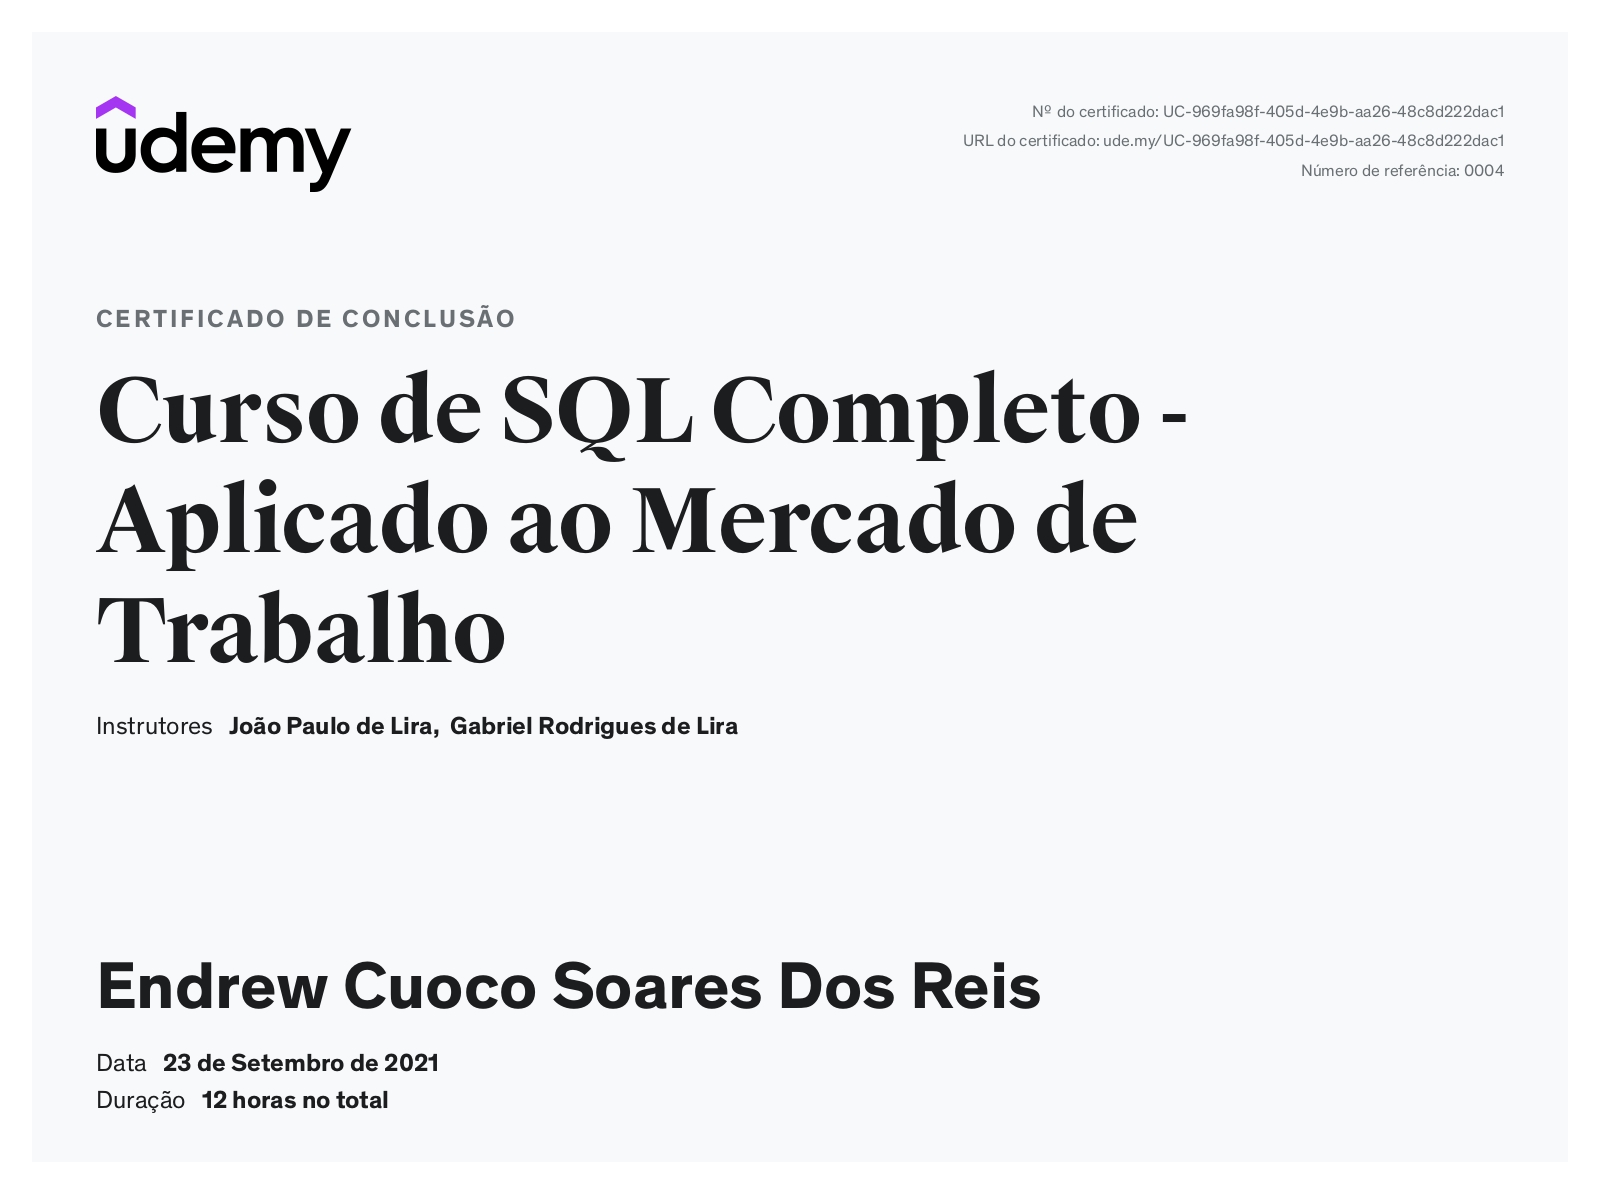 udemy
Nº do certificado: UC-969fa98f-405d-4e9b-aa26-48c8d222dac1
URL do certificado: ude.my/UC-969fa98f-405d-4e9b-aa26-48c8d222dac1
Número de referência: 0004
CERTIFICADO DE CONCLUSÃO
Curso de SQL Completo -
Aplicado ao Mercado de
Trabalho
Instrutores João Paulo de Lira, Gabriel Rodrigues de Lira
Endrew Cuoco Soares Dos Reis
Data 23 de Setembro de 2021
Duração 12 horas no total